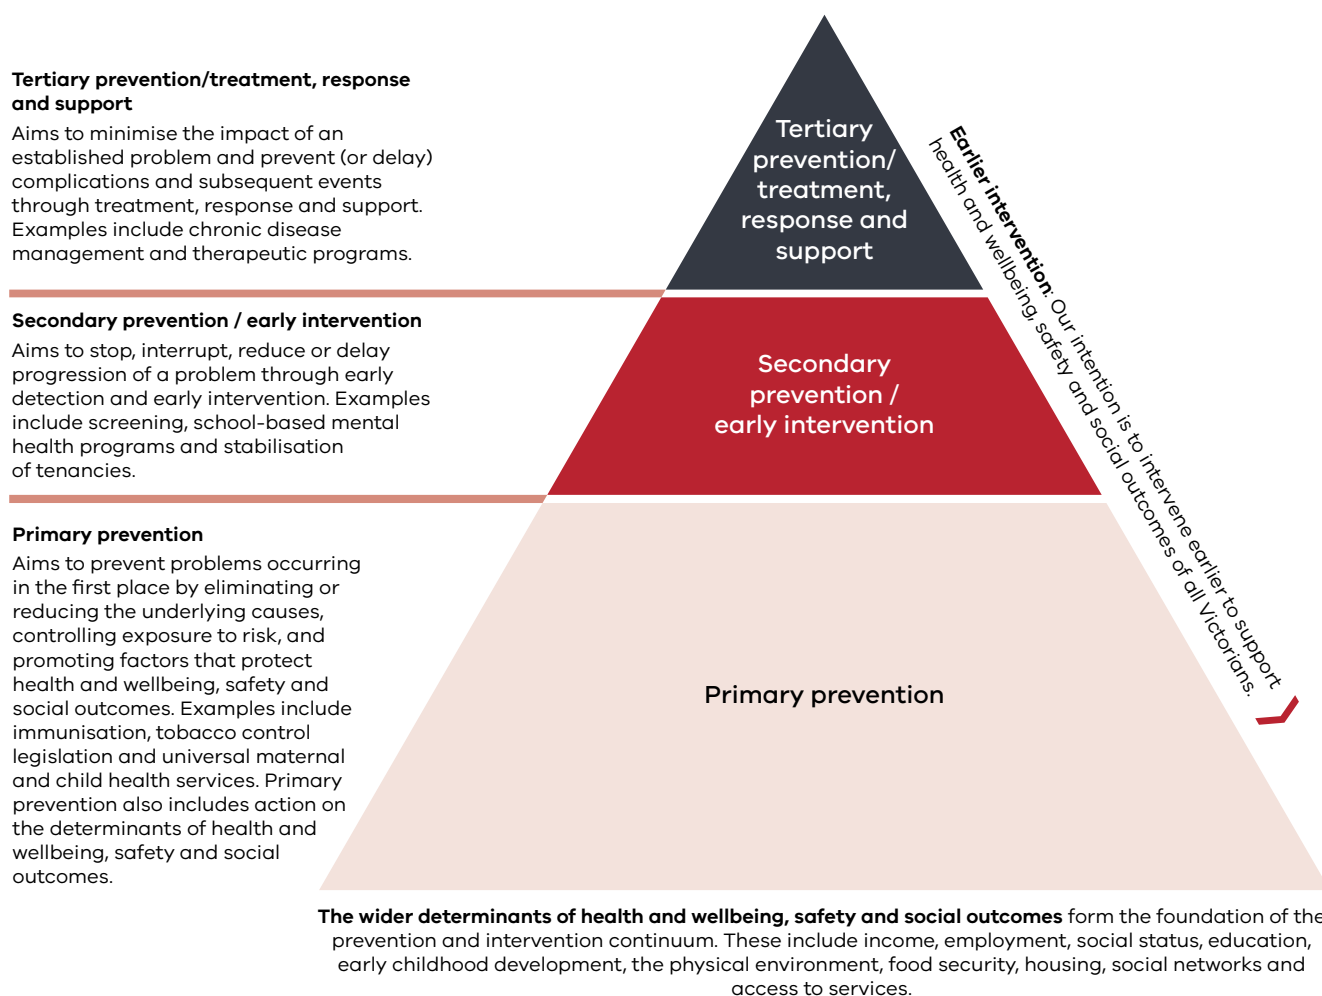 Tertiary prevention/treatment, response
and support
Aims to minimise the impact of an
established problem and prevent (or delay)
complications and subsequent events
through treatment, response and support.
Examples include chronic disease
management and therapeutic programs.
Secondary prevention / early intervention
Aims to stop, interrupt, reduce or delay
progression of a problem through early
detection and early intervention. Examples
include screening, school-based mental
health programs and stabilisation
of tenancies.
Primary prevention
Aims to prevent problems occurring
in the first place by eliminating or
reducing the underlying causes,
controlling exposure to risk, and
promoting factors that protect
health and wellbeing, safety and
social outcomes. Examples include
immunisation, tobacco control
legislation and universal maternal
and child health services. Primary
prevention also includes action on
the determinants of health and
wellbeing, safety and social
outcomes.
Tertiary
prevention/
treatment,
response and
support
Secondary
prevention /
early intervention
Primary prevention
Earlier intervention: Our intention is to intervene earlier to support
health and wellbeing, safety and social outcomes of all Victorians.
The wider determinants of health and wellbeing, safety and social outcomes form the foundation of the
prevention and intervention continuum. These include income, employment, social status, education,
early childhood development, the physical environment, food security, housing, social networks and
access to services.